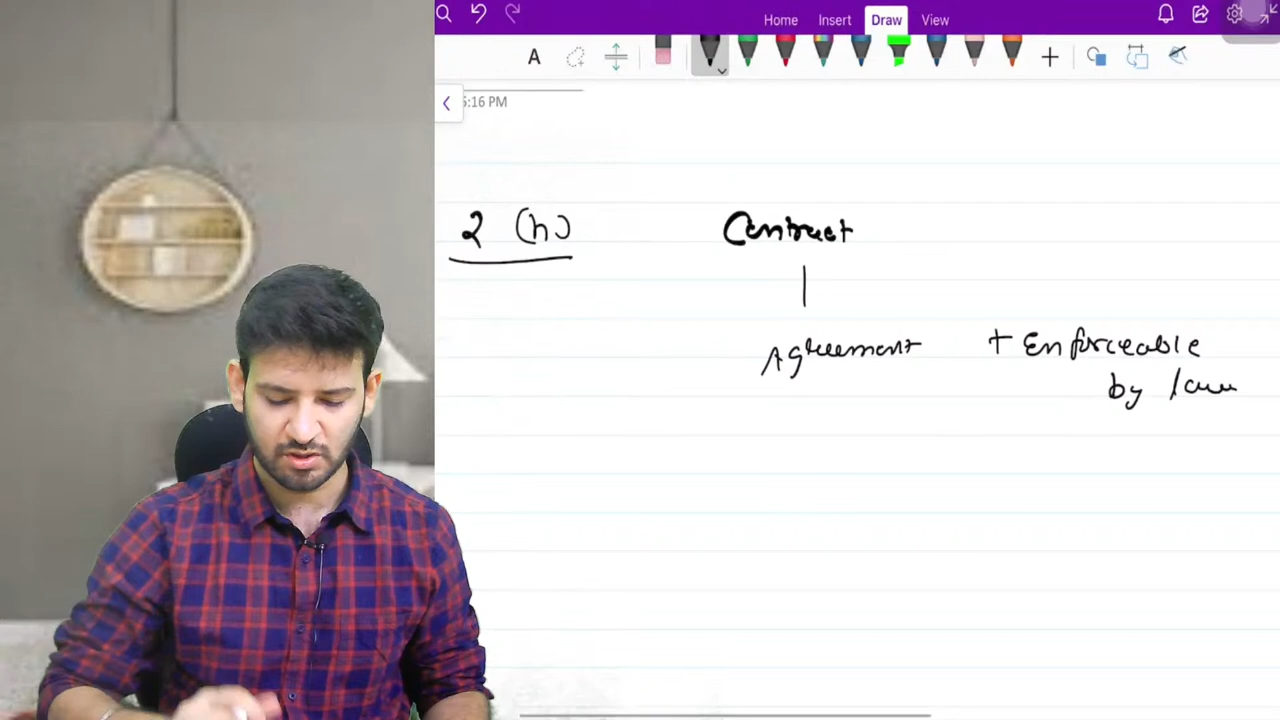 Home Insert Draw View
A
5:16 PM
2 (h) Contract
Agreement + Enforceable
by law